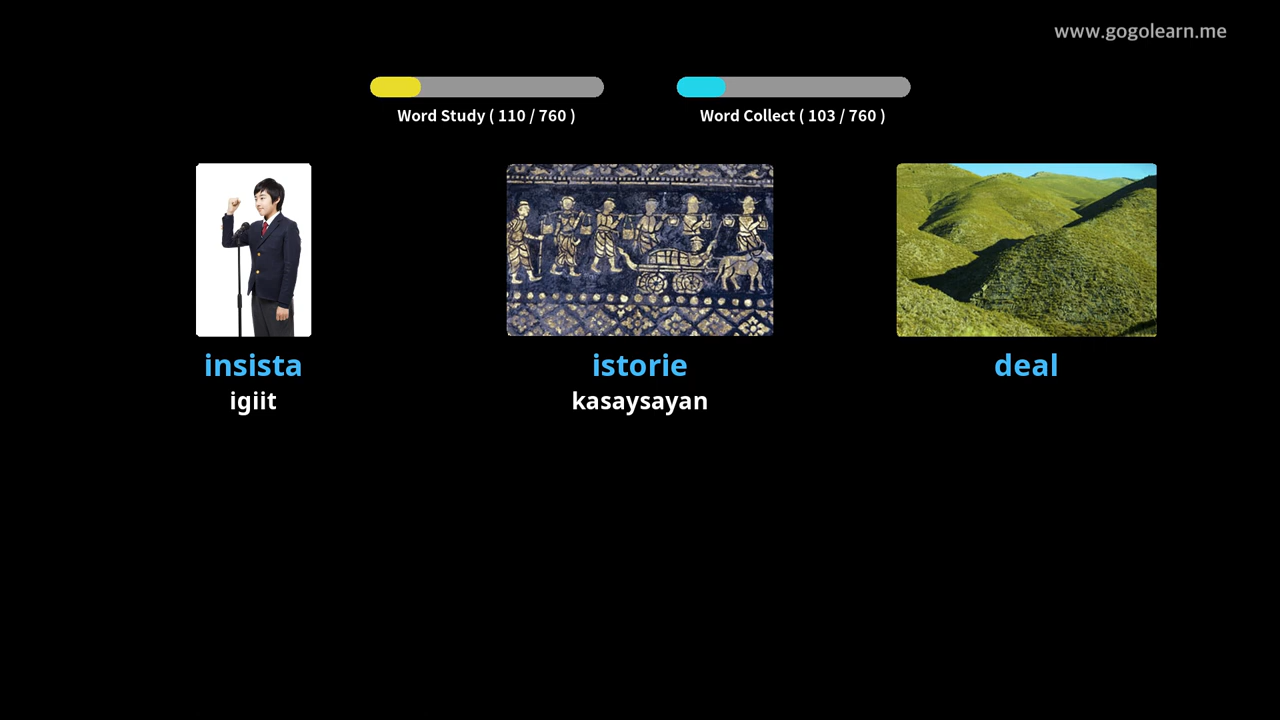 www.gogolearn.me
Word Study ( 110 / 760 )
Word Collect ( 103 / 760 )
insista
igiit
istorie
kasaysayan
deal